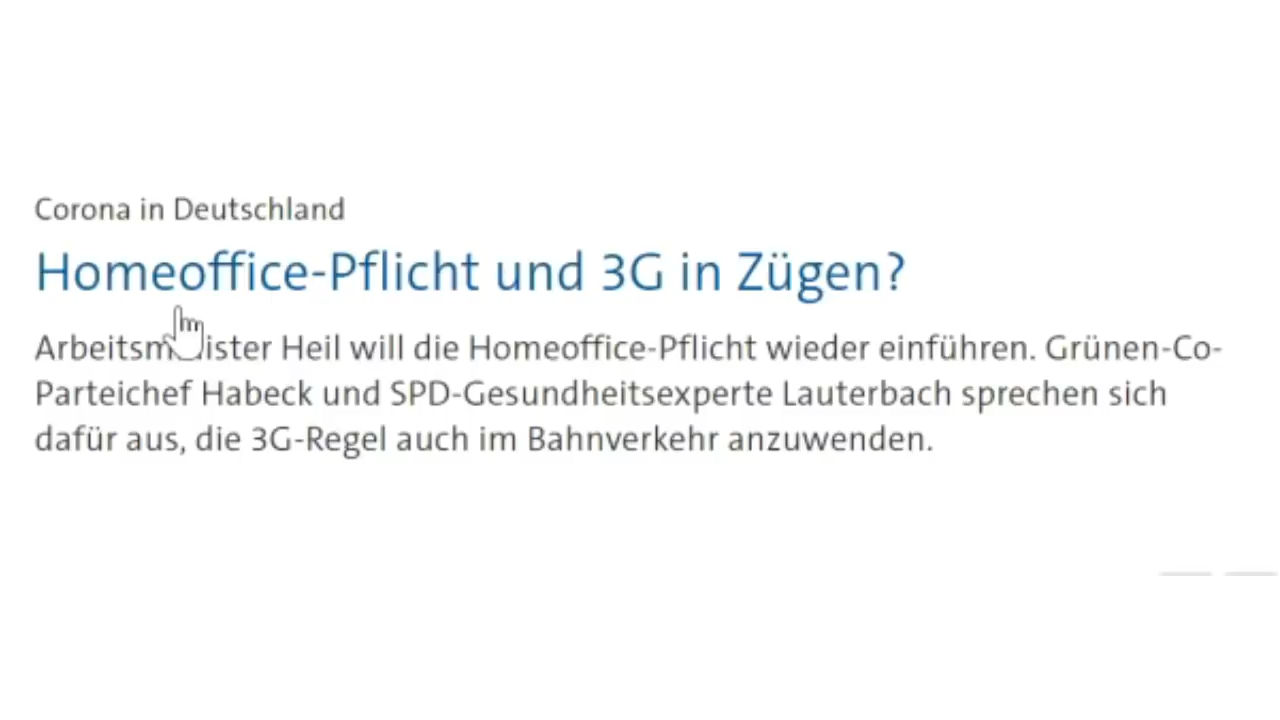 Corona in Deutschland
Homeoffice-Pflicht und 3G in Zügen?
Arbeitsminister Heil will die Homeoffice-Pflicht wieder einführen. Grünen-Co-
Parteichef Habeck und SPD-Gesundheitsexperte Lauterbach sprechen sich
dafür aus, die 3G-Regel auch im Bahnverkehr anzuwenden.